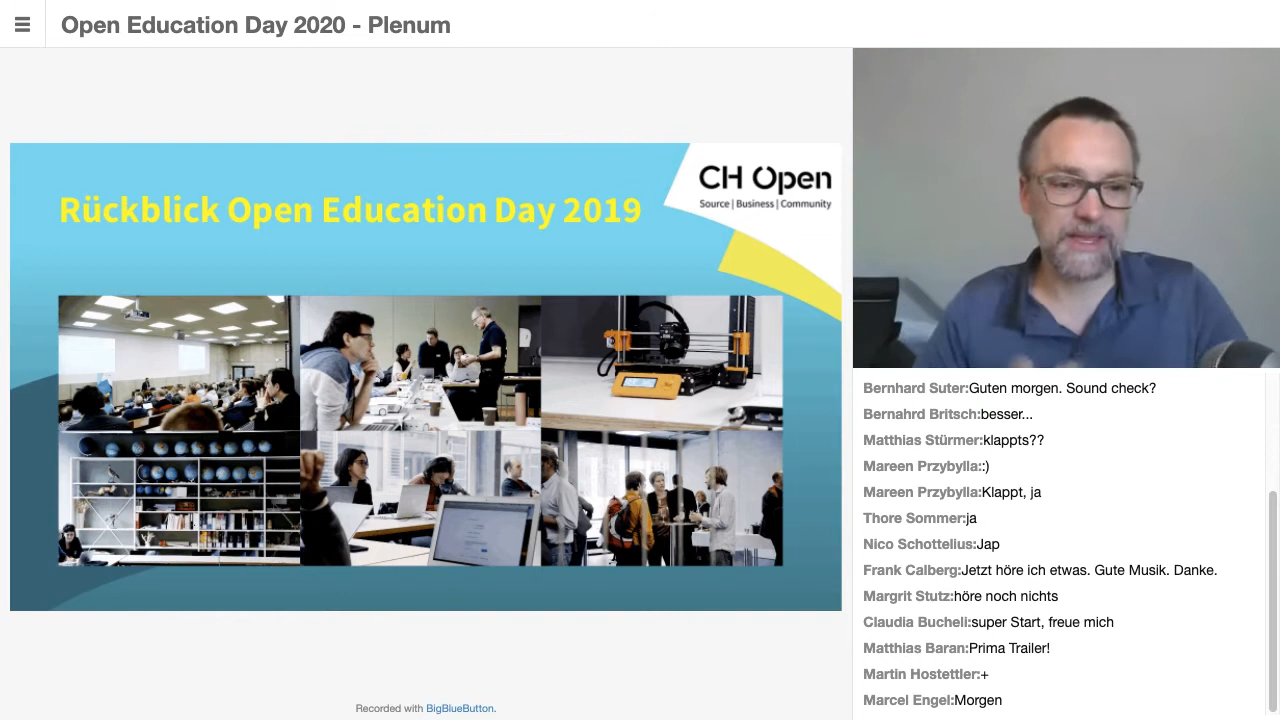 Open Education Day 2020 - Plenum
CH Open
Source | Business | Community
Rückblick Open Education Day 2019
Bernhard Suter:Guten morgen. Sound check?
Bernahrd Britsch:besser...
Matthias Stürmer:klappts??
Mareen Przybylla::)
Mareen Przybylla:Klappt, ja
Thore Sommer:ja
Nico Schottelius:Jap
Frank Calberg:Jetzt höre ich etwas. Gute Musik. Danke.
Margrit Stutz:höre noch nichts
Claudia Bucheli:super Start, freue mich
Matthias Baran:Prima Trailer!
Martin Hostettler:+
Marcel Engel:Morgen
Recorded with BigBlueButton.